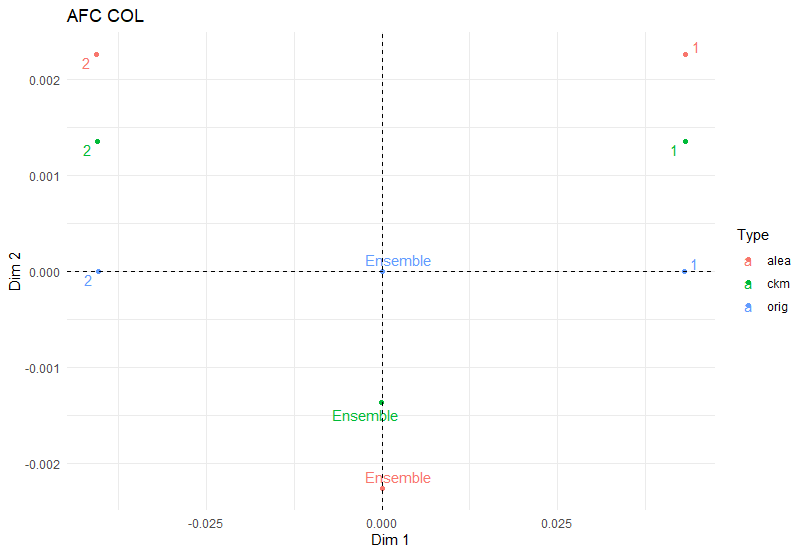 AFC COL
1
2
0.002
2
1
0.001
Type
Ensemble
1
a alea
0.000
2
a ckm
Dim 2
a orig
-0.001
Ensemble
Ensemble
-0.002
-0.025
0.000
0.025
Dim 1